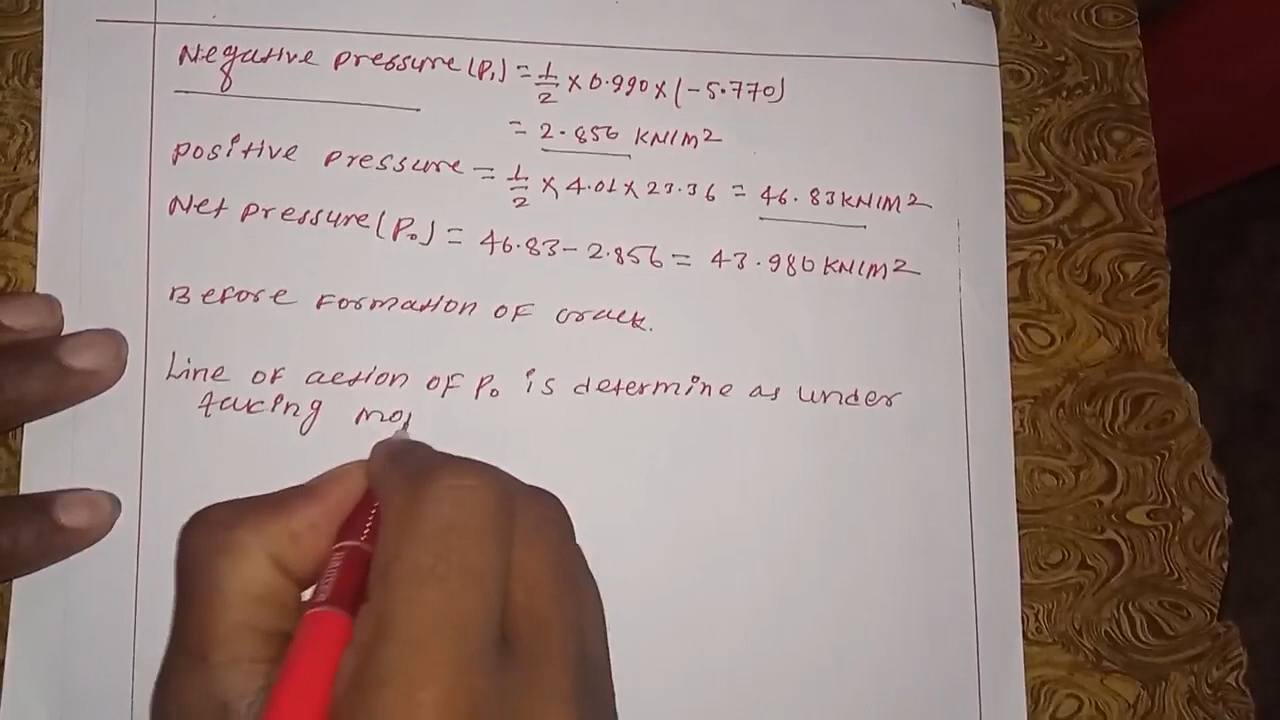 Negative pressure (P₁) = 1/2 × 0.990 × (-5.770)
= 2.856 KN/M2
positive pressure = 1/2 × 4.01 × 23.36 = 46.83 KN/M2
Net pressure (P₀) = 46.83 - 2.856 = 43.980 KN/M2
Before Formation OF crack.
Line OF action OF P₀ is determine as under